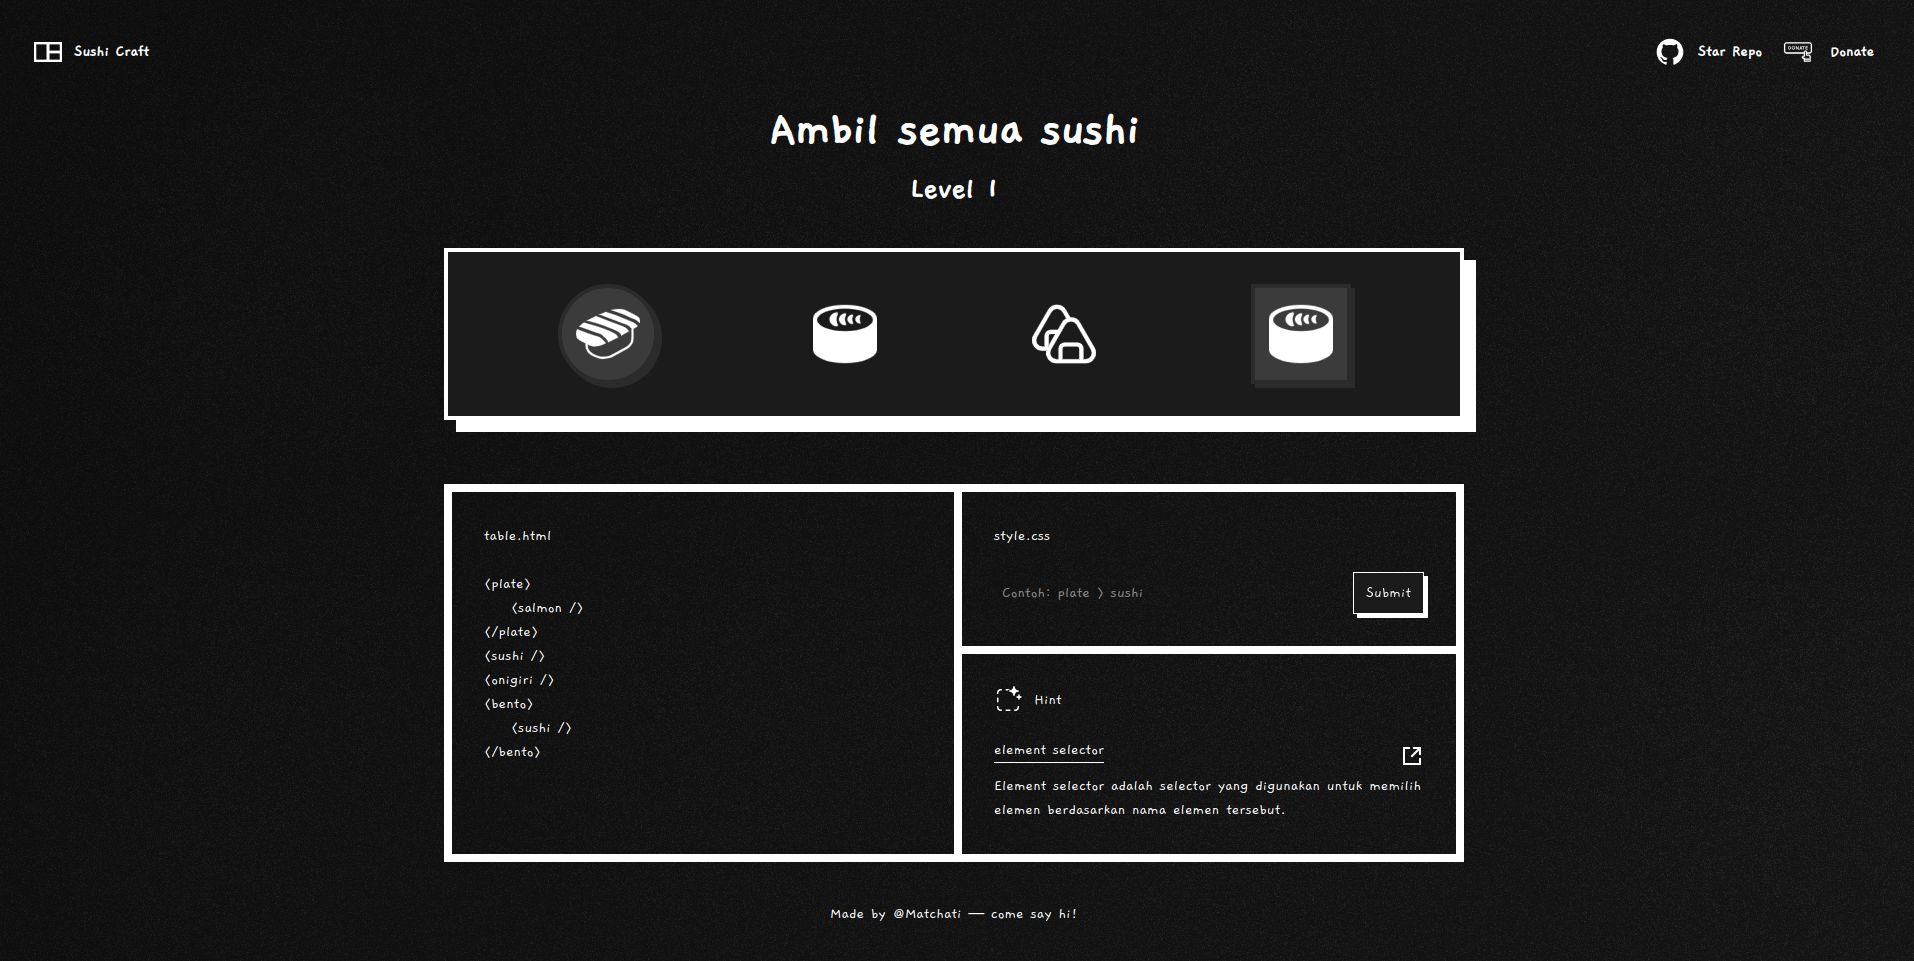 Sushi Craft
Star Repo
DONATE
Donate
Ambil semua sushi
Level 1
table.html
<plate>
<salmon />
</plate>
<sushi />
<onigiri />
<bento>
<sushi />
</bento>
style.css
Contoh: plate > sushi
Submit
Hint
element selector
Element selector adalah selector yang digunakan untuk memilih
elemen berdasarkan nama elemen tersebut.
Made by @Matchati — come say hi!